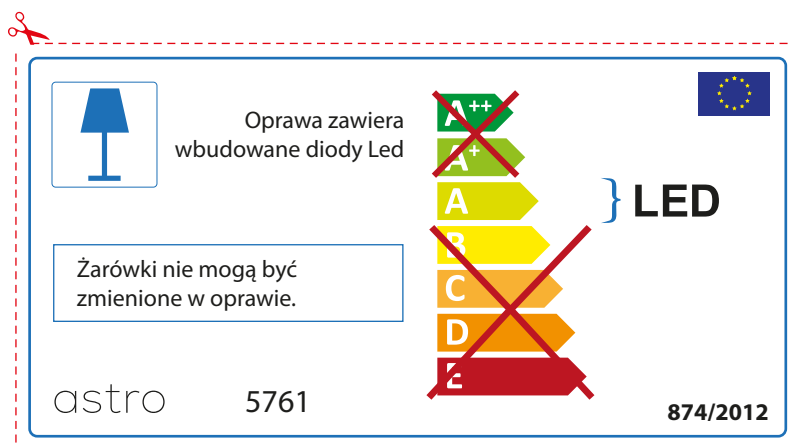 Oprawa zawiera
wbudowane diody Led
A++
A+
A
B
C
D
E
LED
Żarówki nie mogą być
zmienione w oprawie.
astro
5761
874/2012